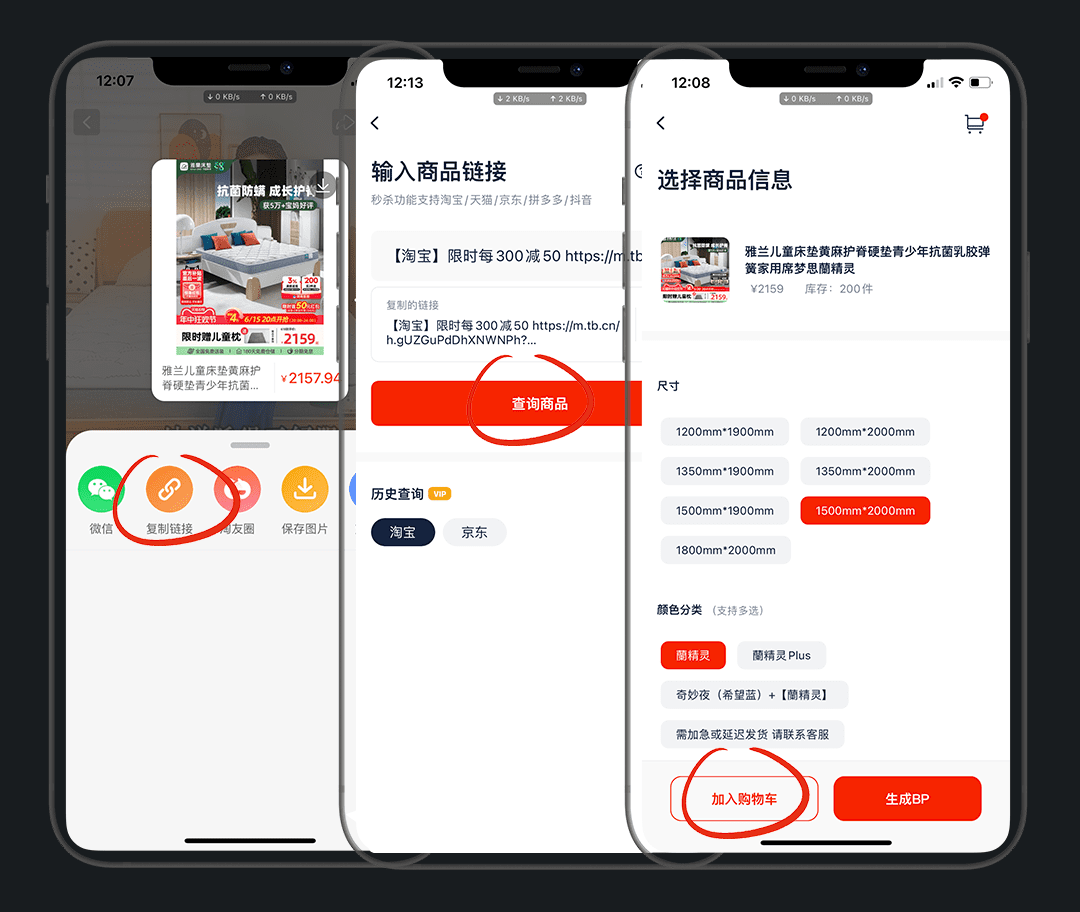 12:07
↓ 0 KB/s ↑ 0 KB/s
抗菌防螨 成长护
获5万+宝妈好评
3%
200
50
年中狂欢节
4
6/15 20点开抢
限时赠儿童枕
2159
雅兰儿童床垫黄麻护
脊硬垫青少年抗菌...
¥2157.94
微信
复制链接
淘友圈
保存图片
12:13
↓ 2 KB/s ↑ 2 KB/s
输入商品链接
秒杀功能支持淘宝/天猫/京东/拼多多/抖音
【淘宝】限时每300减50 https://m.tb
复制的链接
【淘宝】限时每300减50 https://m.tb.cn/
h.gUZGuPdDhXNWNPh?...
查询商品
历史查询 VIP
淘宝
京东
12:08
↓ 0 KB/s ↑ 0 KB/s
选择商品信息
雅兰儿童床垫黄麻护脊硬垫青少年抗菌乳胶弹
簧家用席梦思蘭精灵
¥2159 库存：200件
尺寸
1200mm*1900mm
1200mm*2000mm
1350mm*1900mm
1350mm*2000mm
1500mm*1900mm
1500mm*2000mm
1800mm*2000mm
颜色分类 (支持多选)
蘭精灵
蘭精灵Plus
奇妙夜（希望蓝）+【蘭精灵】
需加急或延迟发货 请联系客服
加入购物车
生成BP